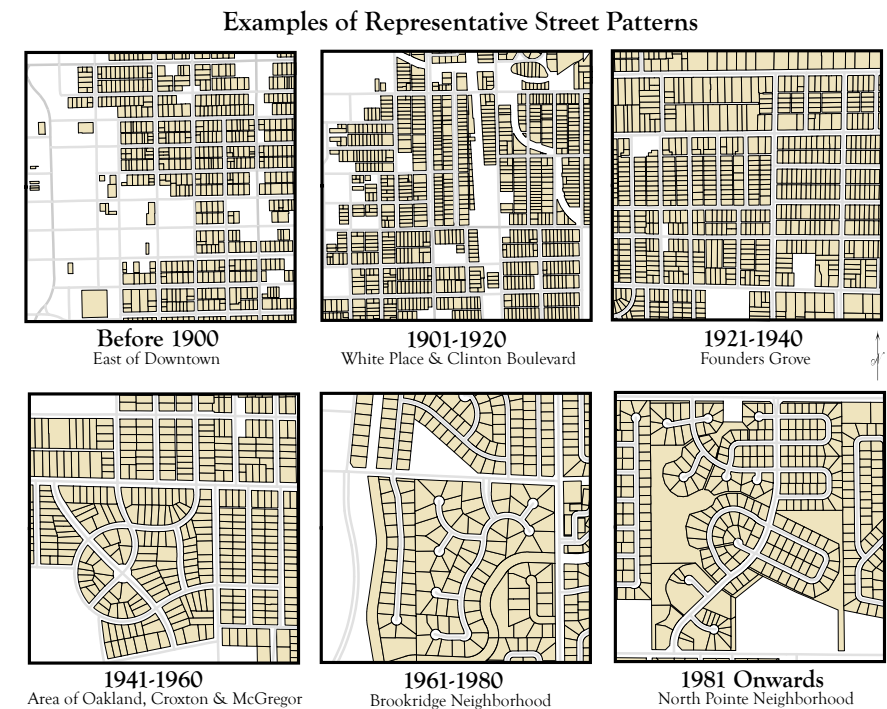 Examples of Representative Street Patterns
Before 1900
East of Downtown
1901-1920
White Place & Clinton Boulevard
1921-1940
Founders Grove
N
1941-1960
Area of Oakland, Croxton & McGregor
1961-1980
Brookridge Neighborhood
1981 Onwards
North Pointe Neighborhood